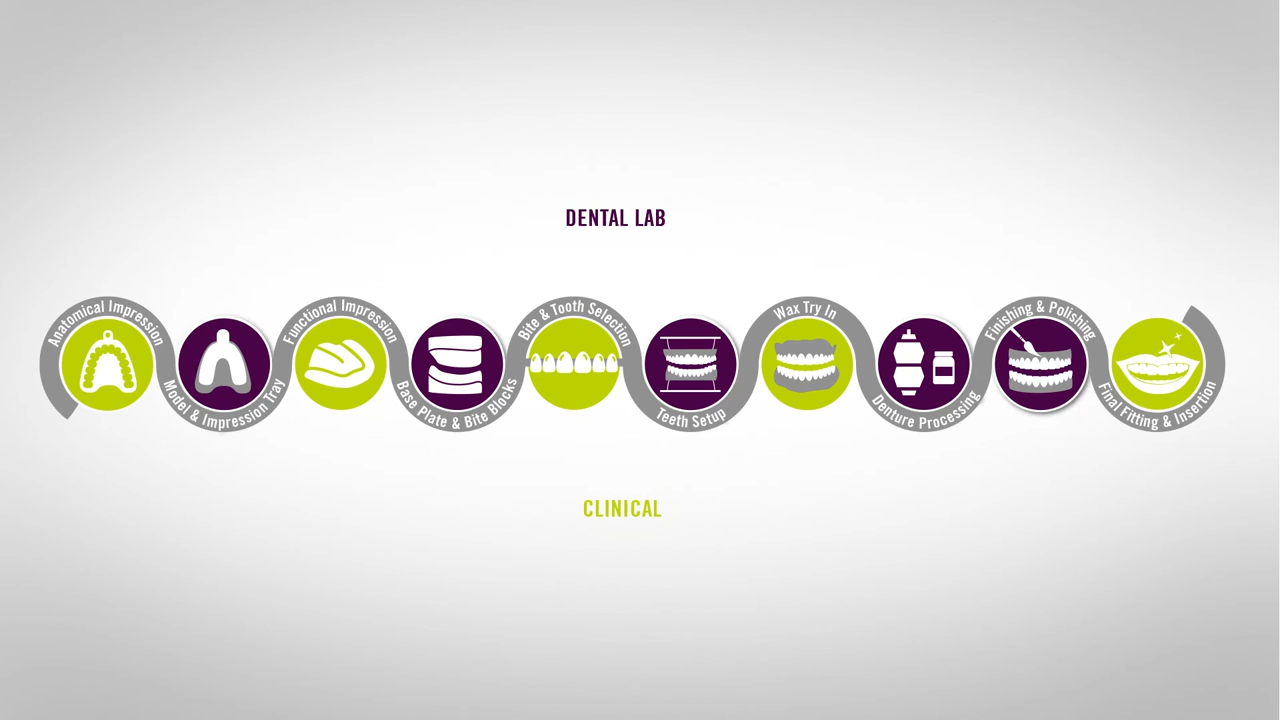 DENTAL LAB
Anatomical Impression
Model & Impression Tray
Functional Impression
Base Plate & Bite Blocks
Bite & Tooth Selection
Teeth Setup
Wax Try In
Denture Processing
Finishing & Polishing
Final Fitting & Insertion
CLINICAL